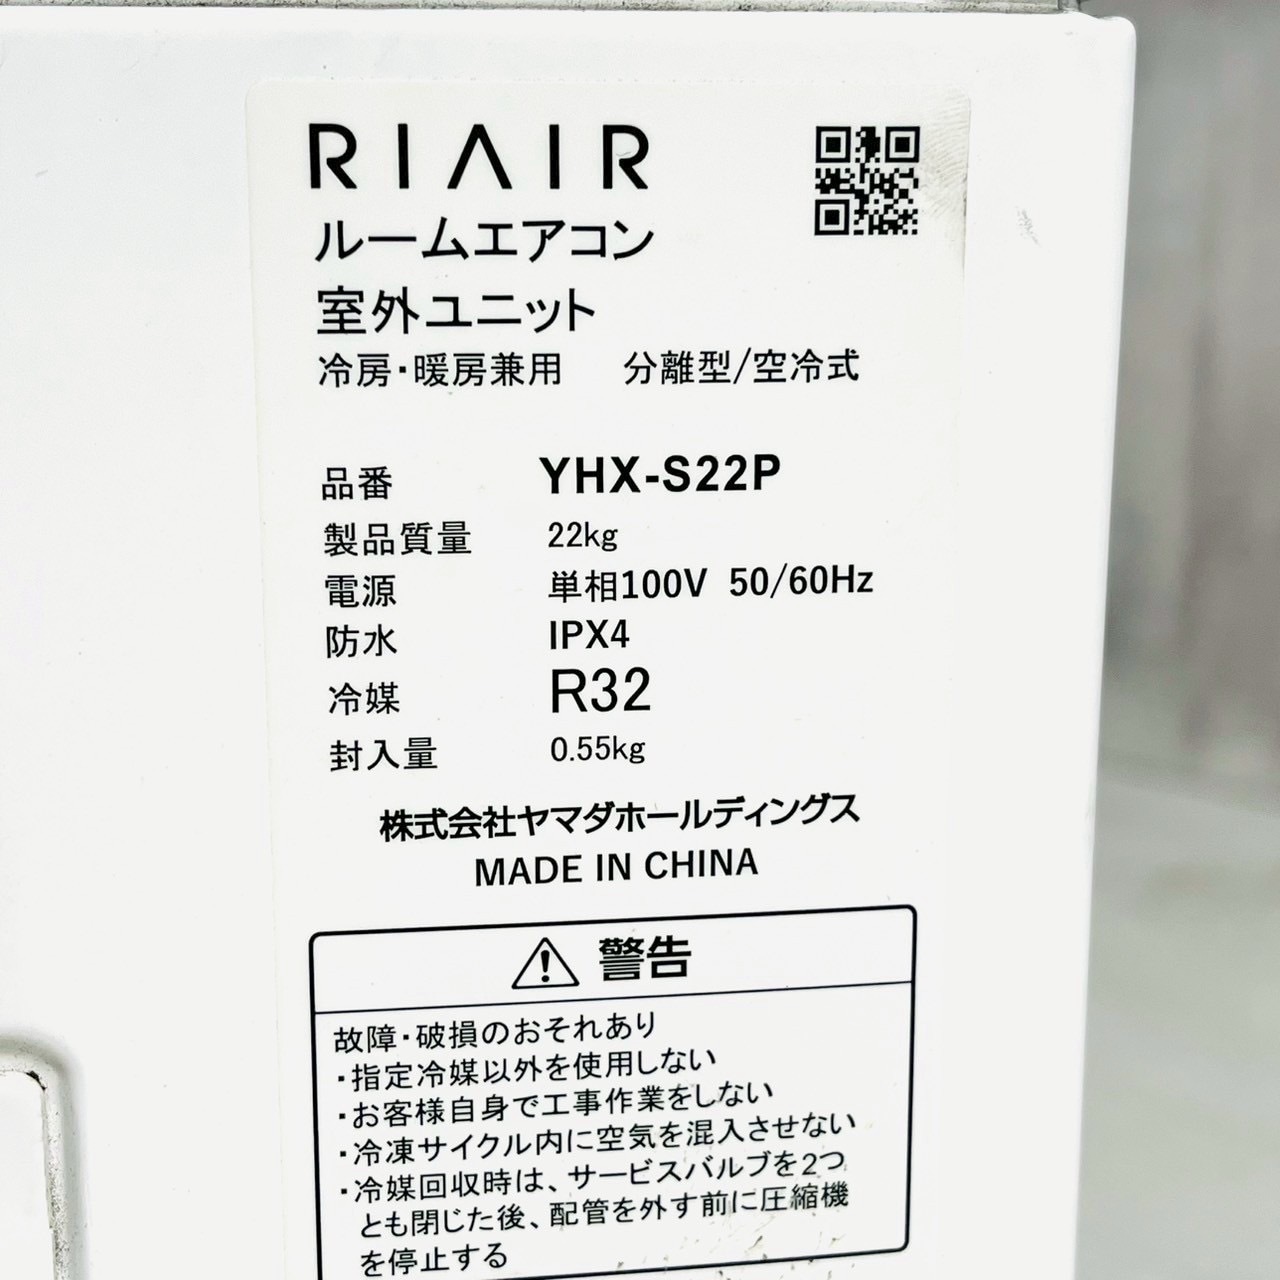 RIAIR
ルームエアコン
室外ユニット
冷房・暖房兼用 分離型/空冷式
品番 YHX-S22P
製品質量 22kg
電源 単相100V 50/60Hz
防水 IPX4
冷媒 R32
封入量 0.55kg
株式会社ヤマダホールディングス
MADE IN CHINA
警告
故障・破損のおそれあり
・指定冷媒以外を使用しない
・お客様自身で工事作業をしない
・冷凍サイクル内に空気を混入させない
・冷媒回収時は、サービスバルブを2つ
とも閉じた後、配管を外す前に圧縮機
を停止する